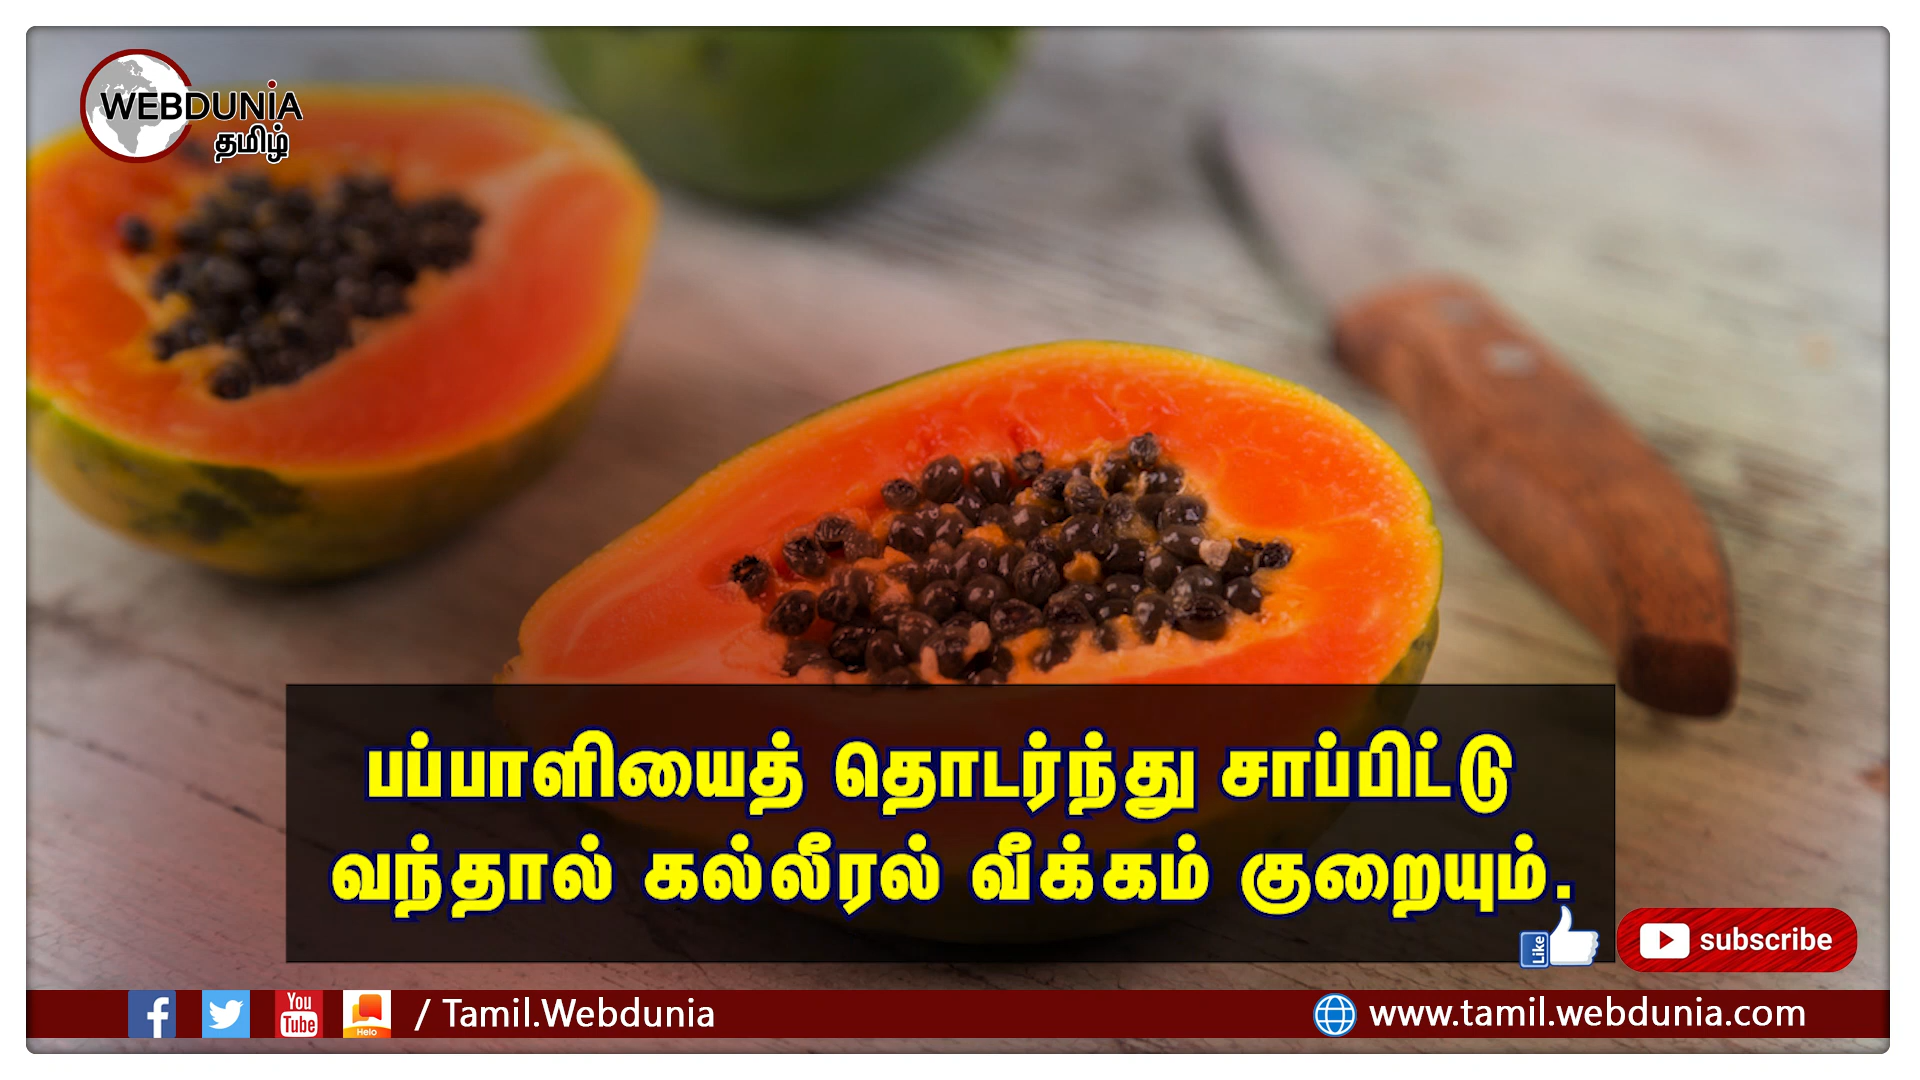 WEBDUNIA
தமிழ்
பப்பாளியைத் தொடர்ந்து சாப்பிட்டு
வந்தால் கல்லீரல் வீக்கம் குறையும்.
Like
subscribe
You
Tube
Helo
/ Tamil.Webdunia
www.tamil.webdunia.com